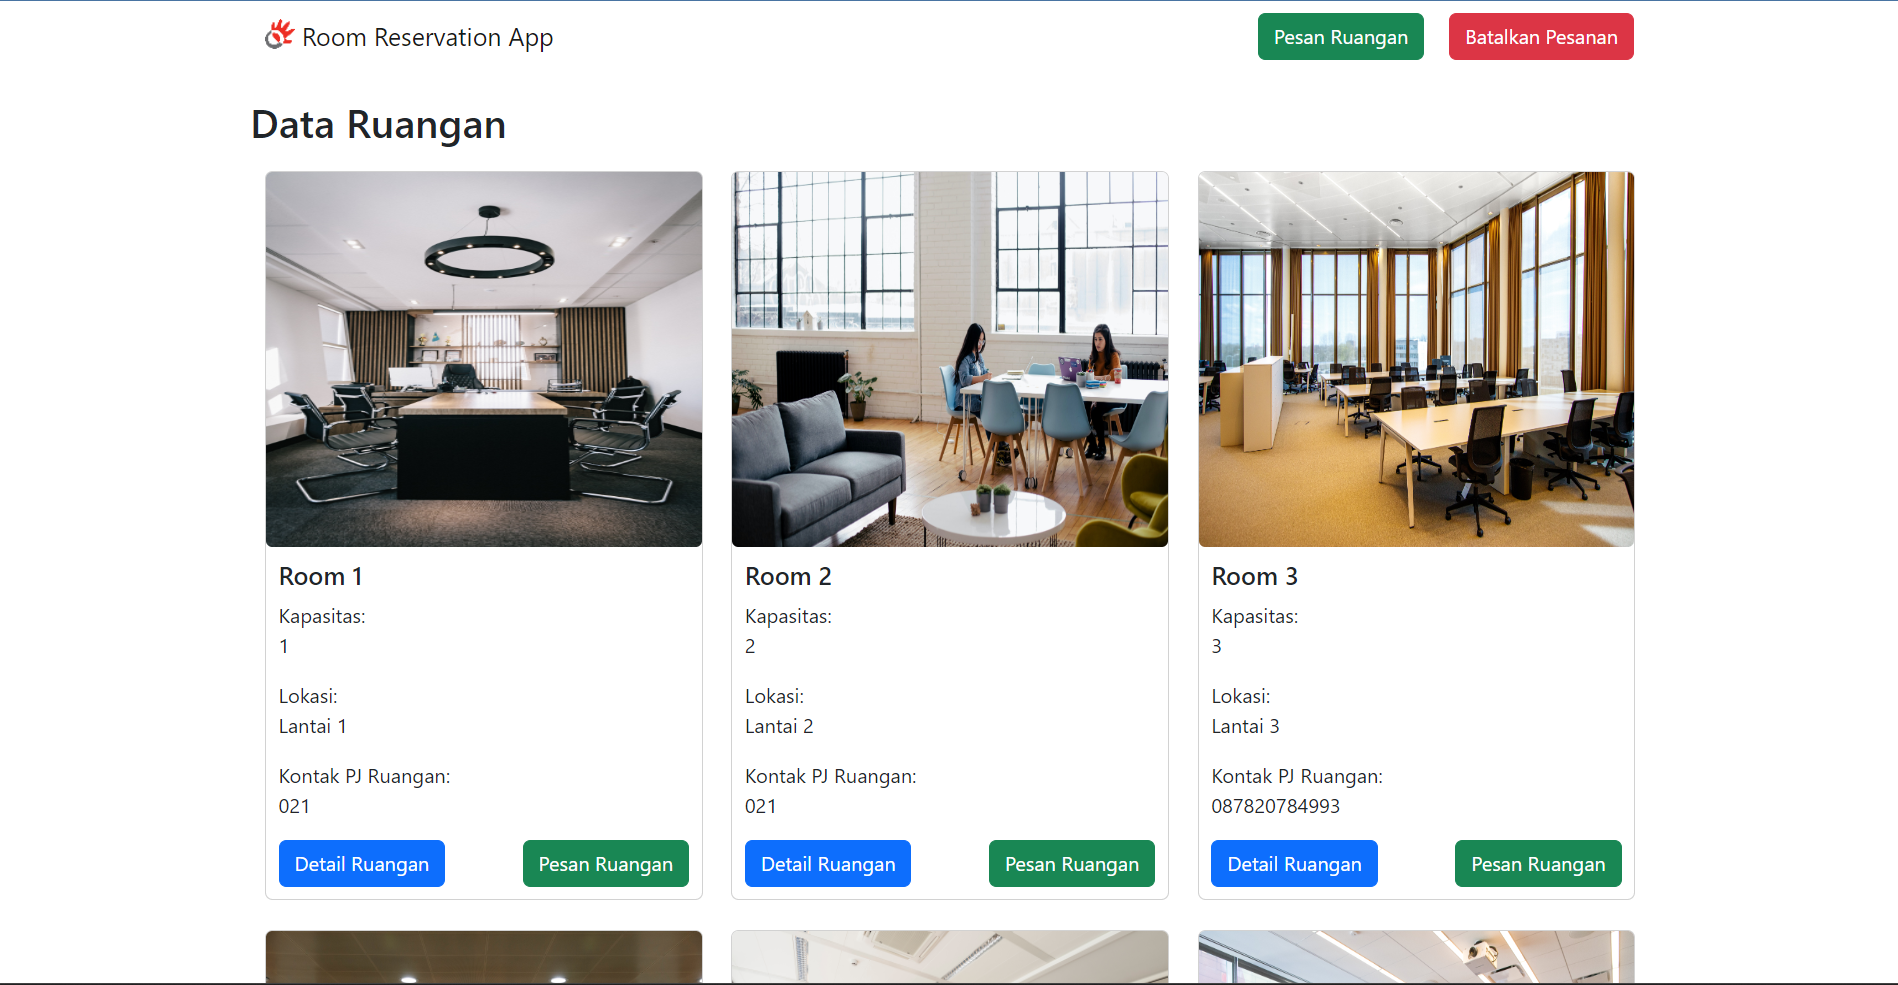 Room Reservation App
Pesan Ruangan
Batalkan Pesanan
Data Ruangan
Room 1
Kapasitas:
1
Lokasi:
Lantai 1
Kontak PJ Ruangan:
021
Detail Ruangan
Pesan Ruangan
Room 2
Kapasitas:
2
Lokasi:
Lantai 2
Kontak PJ Ruangan:
021
Detail Ruangan
Pesan Ruangan
Room 3
Kapasitas:
3
Lokasi:
Lantai 3
Kontak PJ Ruangan:
087820784993
Detail Ruangan
Pesan Ruangan